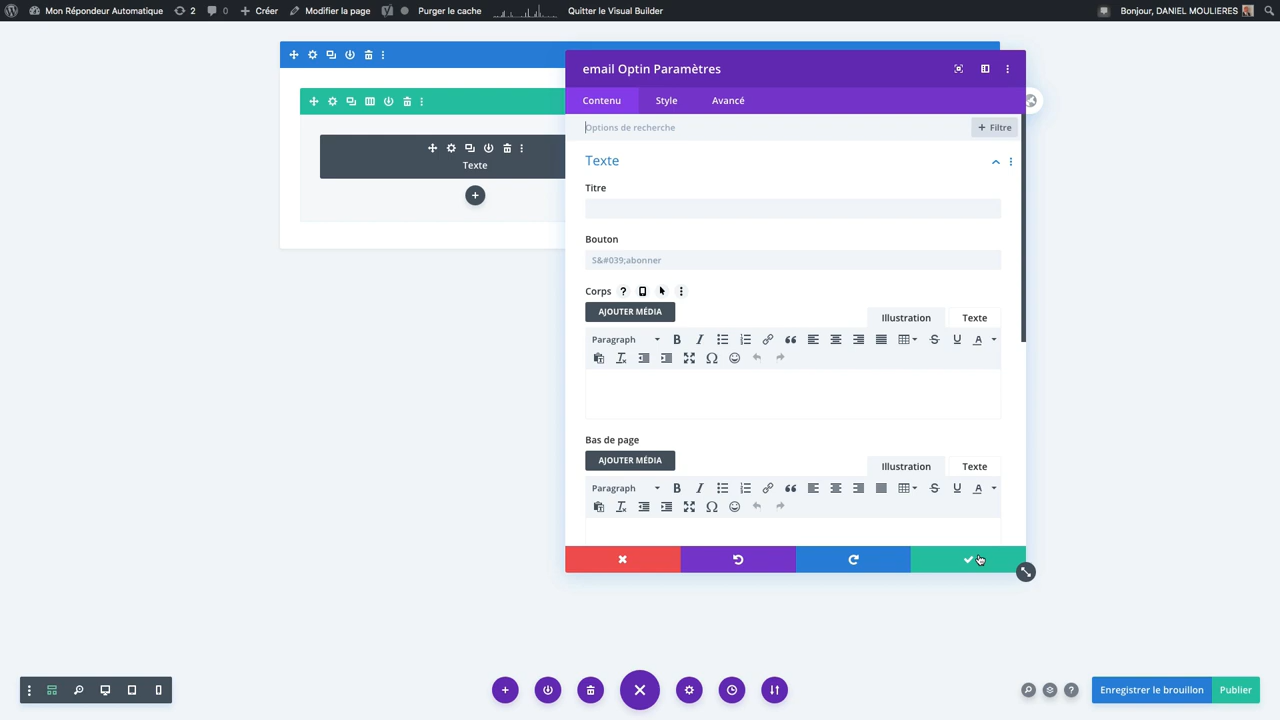 Mon Répondeur Automatique 2 0 Créer Modifier la page Purger le cache Quitter le Visual Builder Bonjour, DANIEL MOULIERES
email Optin Paramètres
Contenu Style Avancé
Options de recherche + Filtre
Texte
Texte
Titre
Bouton
S&#039;abonner
Corps ?
AJOUTER MÉDIA
Illustration Texte
Paragraph B I U A
Bas de page
AJOUTER MÉDIA
Illustration Texte
Paragraph B I U A
Enregistrer le brouillon Publier